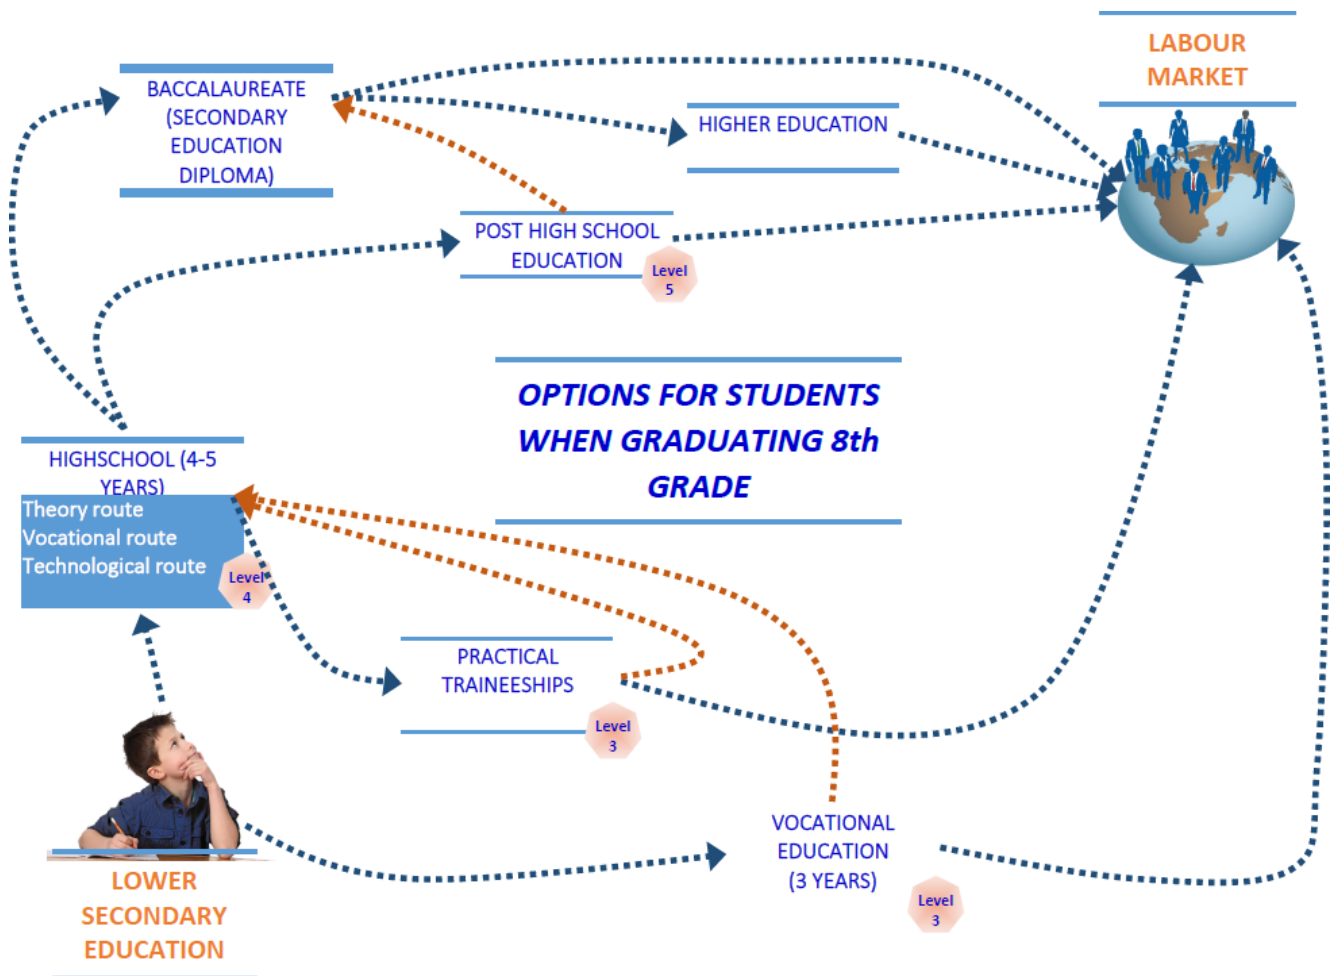 LABOUR
MARKET
BACCALAUREATE
(SECONDARY
EDUCATION
DIPLOMA)
HIGHER EDUCATION
POST HIGH SCHOOL
EDUCATION
Level
5
OPTIONS FOR STUDENTS
WHEN GRADUATING 8th
GRADE
HIGHSCHOOL (4-5
YEARS)
Theory route
Vocational route
Technological route
Level
4
PRACTICAL
TRAINEESHIPS
Level
3
VOCATIONAL
EDUCATION
(3 YEARS)
Level
3
LOWER
SECONDARY
EDUCATION